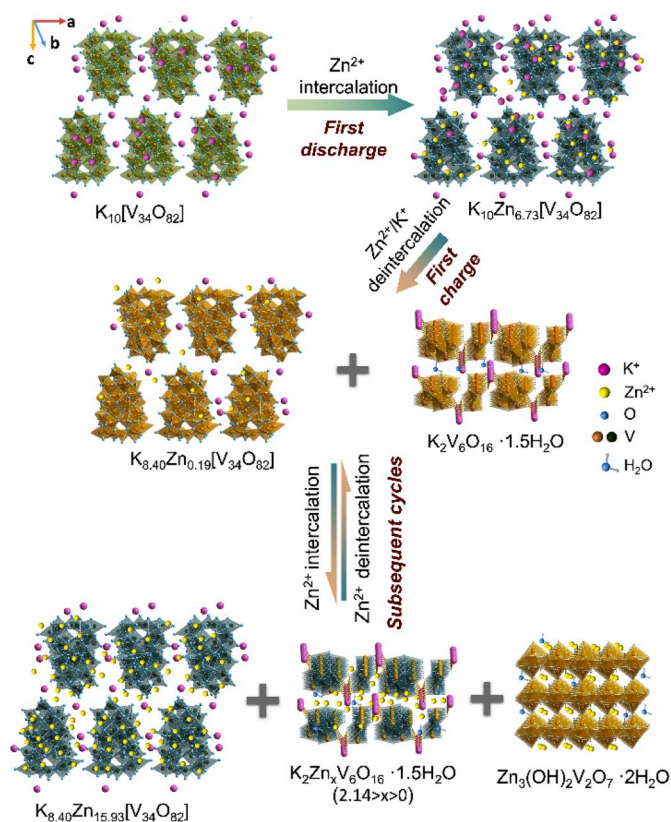 a
b
c
Zn²⁺
intercalation
First
discharge
K₁₀[V₃₄O₈₂]
K₁₀Zn₆.₇₃[V₃₄O₈₂]
Zn²⁺/K⁺
deintercalation
First
charge
K⁺
Zn²⁺
O
V
H₂O
K₈.₄₀Zn₀.₁₉[V₃₄O₈₂]
K₂V₆O₁₆ ·1.5H₂O
Zn²⁺ intercalation
Zn²⁺ deintercalation
Subsequent cycles
K₈.₄₀Zn₁₅.₉₃[V₃₄O₈₂]
K₂ZnₓV₆O₁₆ ·1.5H₂O
(2.14>x>0)
Zn₃(OH)₂V₂O₇ ·2H₂O